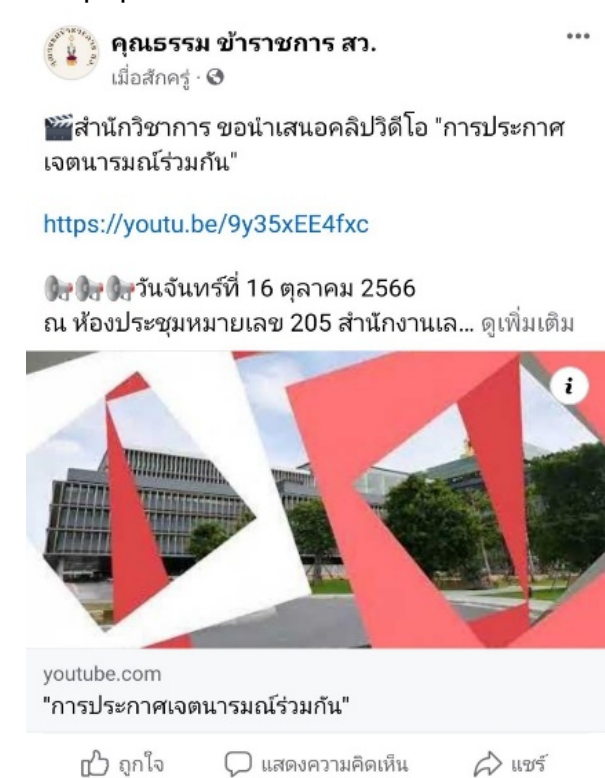 คุณธรรม ข้าราชการ สว.
เมื่อสักครู่ ·
🎬สำนักวิชาการ ขอนำเสนอคลิปวิดีโอ "การประกาศ
เจตนารมณ์ร่วมกัน"
https://youtu.be/9y35xEE4fxc
📢📢📢วันจันทร์ที่ 16 ตุลาคม 2566
ณ ห้องประชุมหมายเลข 205 สำนักงานเล... ดูเพิ่มเติม
i
youtube.com
"การประกาศเจตนารมณ์ร่วมกัน"
ถูกใจ แสดงความคิดเห็น แชร์